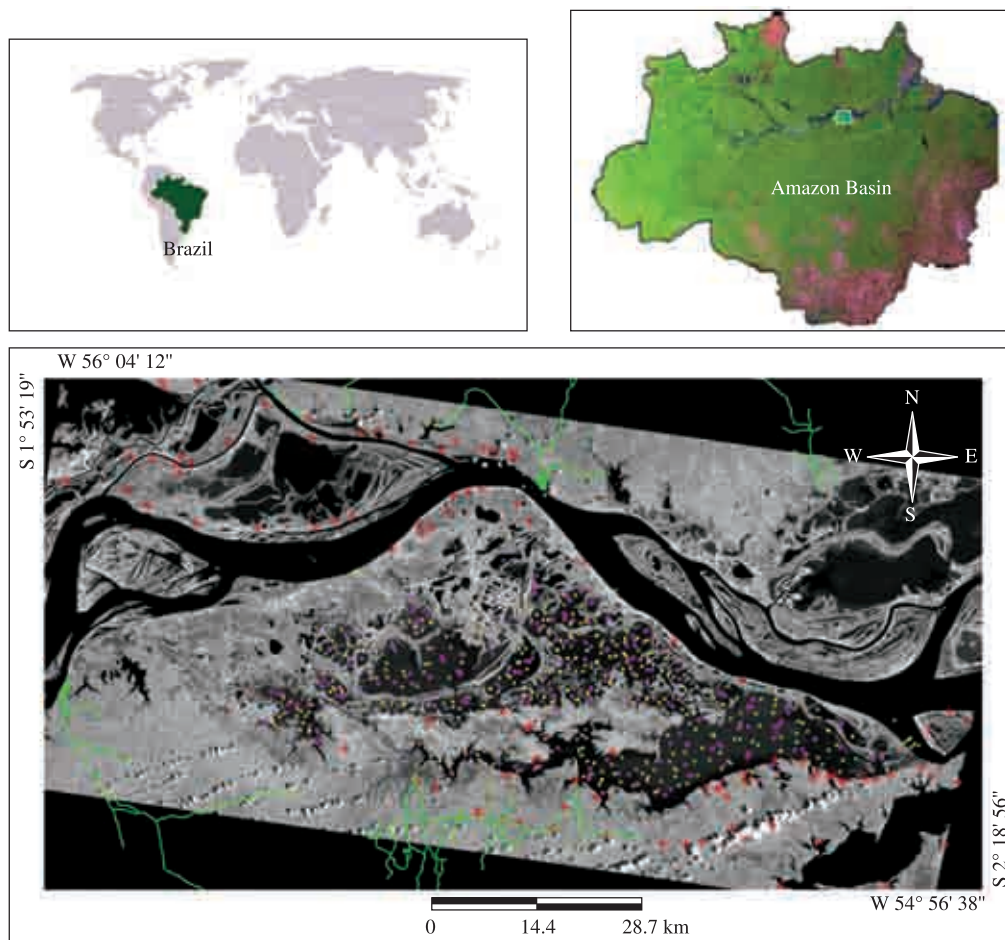 Brazil
Amazon Basin
W 56° 04' 12"
S 1° 53' 19"
N
W
E
S
S 2° 18' 56"
W 54° 56' 38"
0 14.4 28.7 km